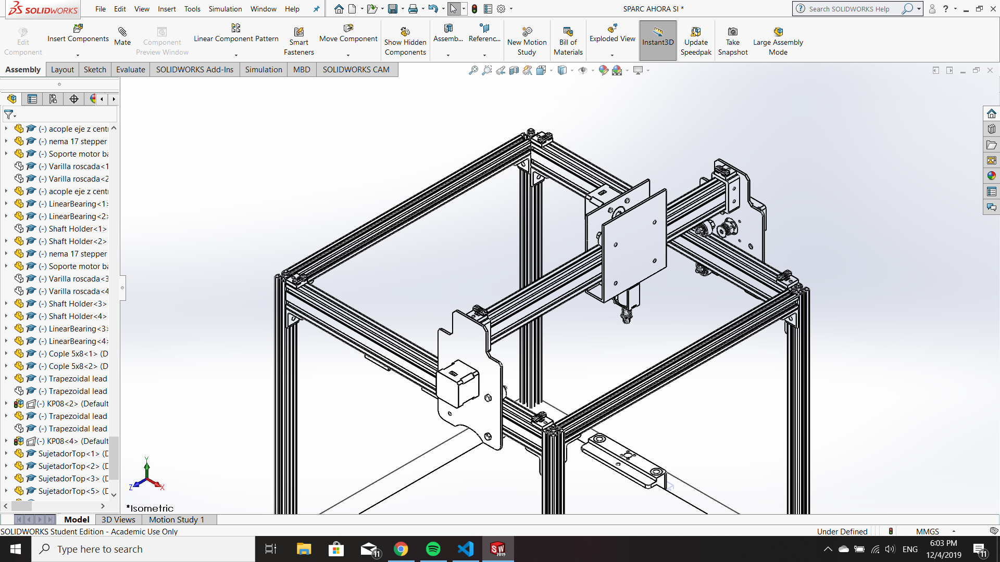 SOLIDWORKS
File Edit View Insert Tools Simulation Window Help
SPARC AHORA SI *
Search SOLIDWORKS Help
Edit Component
Insert Components
Mate
Component Preview Window
Linear Component Pattern
Smart Fasteners
Move Component
Show Hidden Components
Assemb...
Referenc...
New Motion Study
Bill of Materials
Exploded View
Instant3D
Update Speedpak
Take Snapshot
Large Assembly Mode
Assembly Layout Sketch Evaluate SOLIDWORKS Add-Ins Simulation MBD SOLIDWORKS CAM
(-) acople eje z centr
(-) nema 17 stepper
(-) Soporte motor ba
(-) Varilla roscada<1
(-) Varilla roscada<2
(-) acople eje z centr
(-) LinearBearing<1>
(-) LinearBearing<2>
(-) Shaft Holder<1>
(-) Shaft Holder<2>
(-) nema 17 stepper
(-) Soporte motor ba
(-) Varilla roscada<3
(-) Varilla roscada<4
(-) Shaft Holder<3>
(-) Shaft Holder<4>
(-) LinearBearing<3>
(-) LinearBearing<4>
(-) Cople 5x8<1> (D
(-) Cople 5x8<2> (D
(-) Trapezoidal lead
(-) Trapezoidal lead
(-) KP08<2> (Default
(-) Trapezoidal lead
(-) Trapezoidal lead
(-) KP08<4> (Default
SujetadorTop<1> (D
SujetadorTop<2> (D
SujetadorTop<3> (D
SujetadorTop<5> (D
Y
Z
X
*Isometric
Model 3D Views Motion Study 1
SOLIDWORKS Student Edition - Academic Use Only
Under Defined
MMGS
Type here to search
11
SW 2019
ENG
6:03 PM
12/4/2019
11